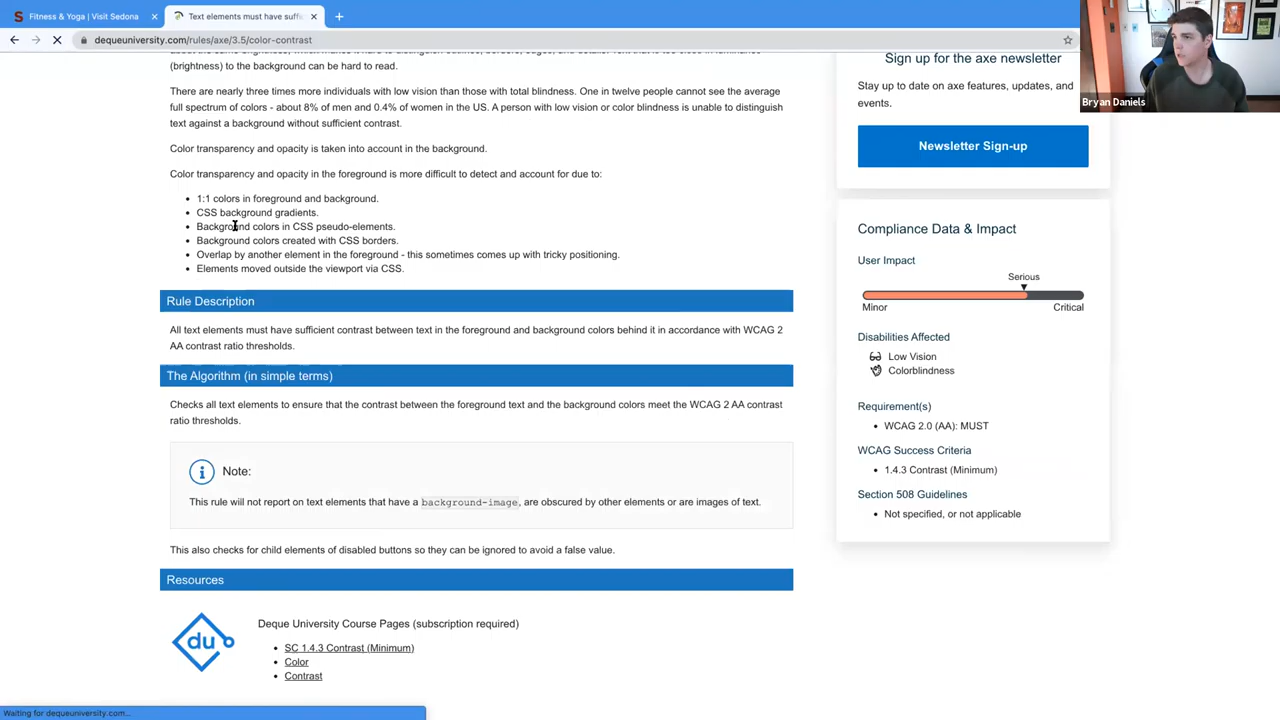 Fitness & Yoga | Visit Sedona
Text elements must have suffi
dequeuniversity.com/rules/axe/3.5/color-contrast
Bryan Daniels
(brightness) to the background can be hard to read.
There are nearly three times more individuals with low vision than those with total blindness. One in twelve people cannot see the average
full spectrum of colors - about 8% of men and 0.4% of women in the US. A person with low vision or color blindness is unable to distinguish
text against a background without sufficient contrast.
Color transparency and opacity is taken into account in the background.
Color transparency and opacity in the foreground is more difficult to detect and account for due to:
1:1 colors in foreground and background.
CSS background gradients.
Background colors in CSS pseudo-elements.
Background colors created with CSS borders.
Overlap by another element in the foreground - this sometimes comes up with tricky positioning.
Elements moved outside the viewport via CSS.
Rule Description
All text elements must have sufficient contrast between text in the foreground and background colors behind it in accordance with WCAG 2
AA contrast ratio thresholds.
The Algorithm (in simple terms)
Checks all text elements to ensure that the contrast between the foreground text and the background colors meet the WCAG 2 AA contrast
ratio thresholds.
Note:
This rule will not report on text elements that have a background-image, are obscured by other elements or are images of text.
This also checks for child elements of disabled buttons so they can be ignored to avoid a false value.
Resources
du
Deque University Course Pages (subscription required)
SC 1.4.3 Contrast (Minimum)
Color
Contrast
Sign up for the axe newsletter
Stay up to date on axe features, updates, and
events.
Newsletter Sign-up
Compliance Data & Impact
User Impact
Serious
Minor
Critical
Disabilities Affected
Low Vision
Colorblindness
Requirement(s)
WCAG 2.0 (AA): MUST
WCAG Success Criteria
1.4.3 Contrast (Minimum)
Section 508 Guidelines
Not specified, or not applicable
Waiting for dequeuniversity.com...